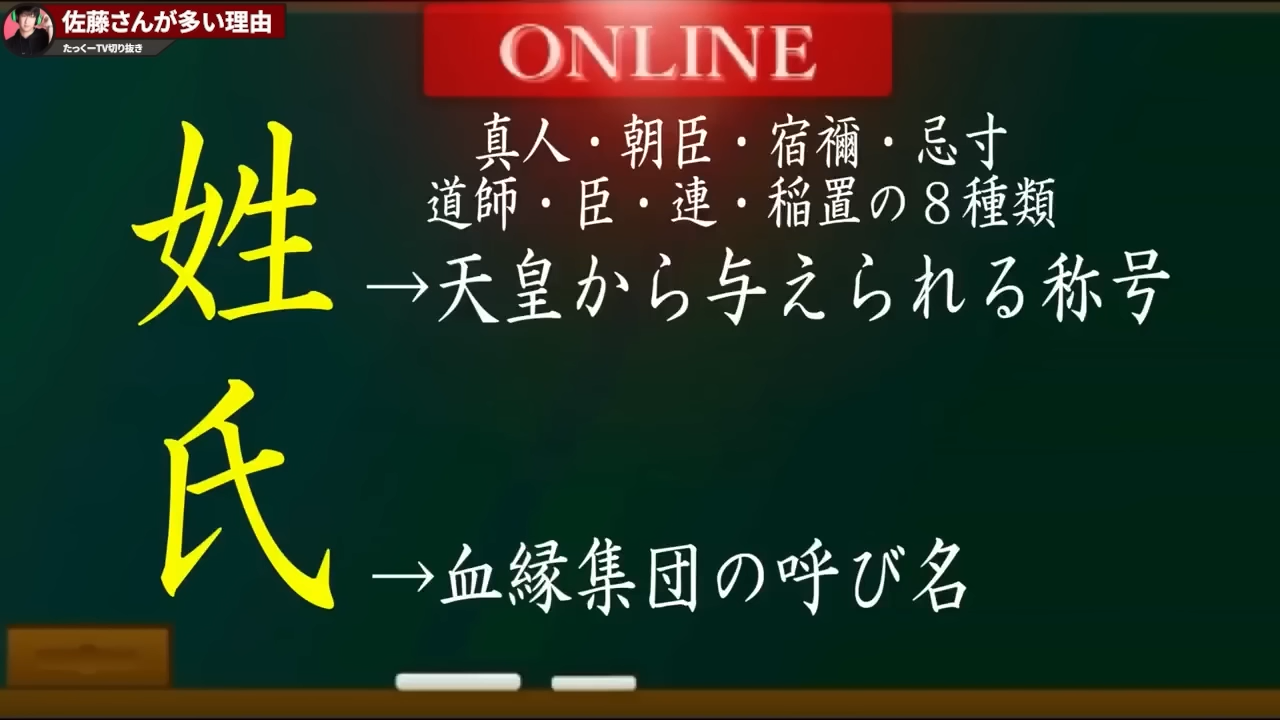 佐藤さんが多い理由
たっくーTV切り抜き
ONLINE
姓
真人・朝臣・宿禰・忌寸
道師・臣・連・稲置の８種類
→天皇から与えられる称号
氏
→血縁集団の呼び名